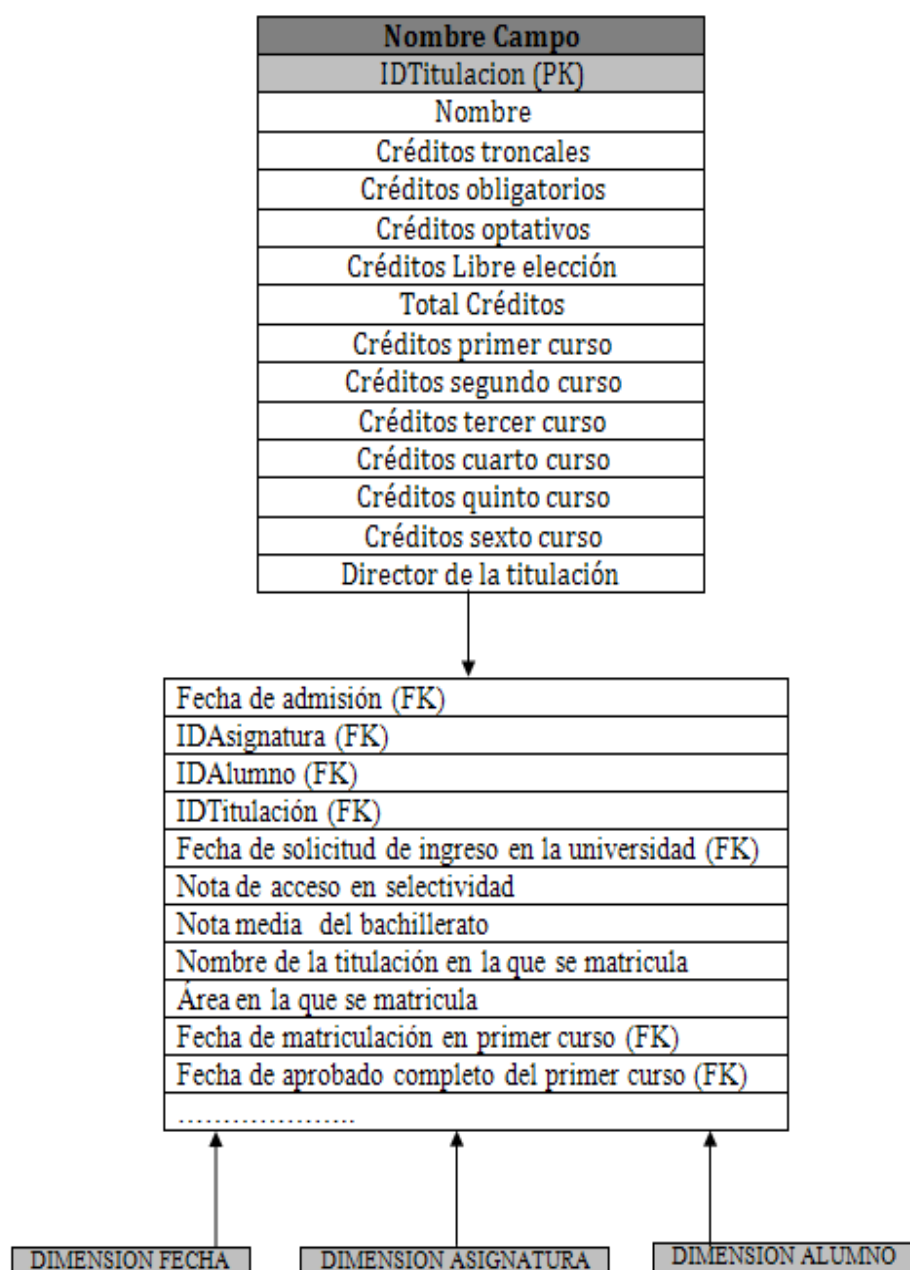 Nombre Campo
IDTitulacion (PK)
Nombre
Créditos troncales
Créditos obligatorios
Créditos optativos
Créditos Libre elección
Total Créditos
Créditos primer curso
Créditos segundo curso
Créditos tercer curso
Créditos cuarto curso
Créditos quinto curso
Créditos sexto curso
Director de la titulación
Fecha de admisión (FK)
IDAsignatura (FK)
IDAlumno (FK)
IDTitulación (FK)
Fecha de solicitud de ingreso en la universidad (FK)
Nota de acceso en selectividad
Nota media del bachillerato
Nombre de la titulación en la que se matricula
Área en la que se matricula
Fecha de matriculación en primer curso (FK)
Fecha de aprobado completo del primer curso (FK)
………………..
DIMENSION FECHA
DIMENSION ASIGNATURA
DIMENSION ALUMNO